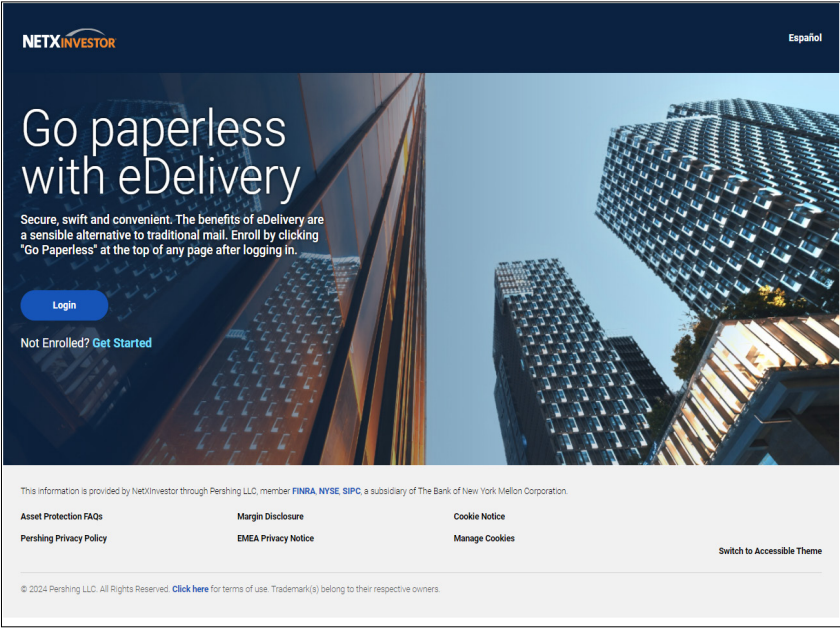 NETXINVESTOR
Español
Go paperless
with eDelivery
Secure, swift and convenient. The benefits of eDelivery are
a sensible alternative to traditional mail. Enroll by clicking
"Go Paperless" at the top of any page after logging in.
Login
Not Enrolled? Get Started
This information is provided by NetXInvestor through Pershing LLC, member FINRA, NYSE, SIPC, a subsidiary of The Bank of New York Mellon Corporation.
Asset Protection FAQs
Margin Disclosure
Cookie Notice
Pershing Privacy Policy
EMEA Privacy Notice
Manage Cookies
Switch to Accessible Theme
© 2024 Pershing LLC. All Rights Reserved. Click here for terms of use. Trademark(s) belong to their respective owners.